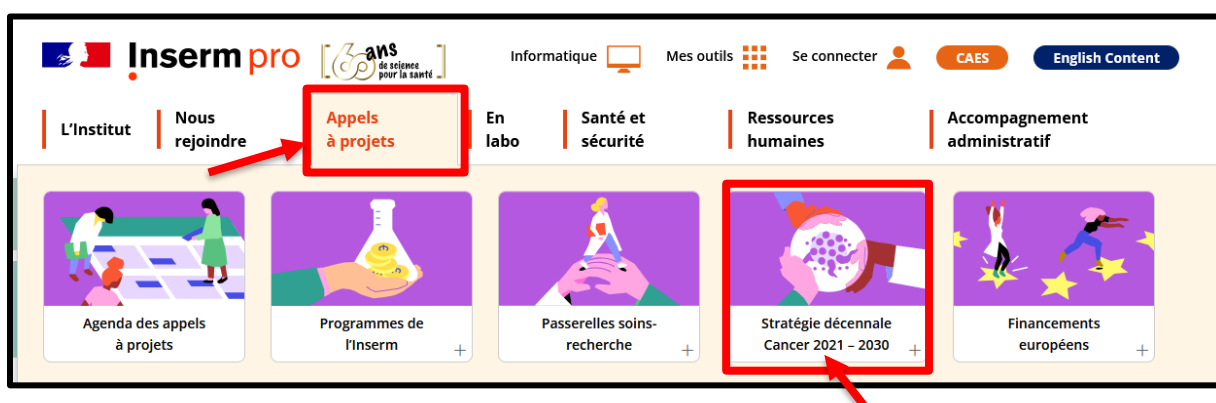 Inserm pro
60 ans
de science
pour la santé
Informatique
Mes outils
Se connecter
CAES
English Content
L'Institut
Nous
rejoindre
Appels
à projets
En
labo
Santé et
sécurité
Ressources
humaines
Accompagnement
administratif
Agenda des appels
à projets
Programmes de
l'Inserm +
Passerelles soins-
recherche +
Stratégie décennale
Cancer 2021 – 2030 +
Financements
européens +